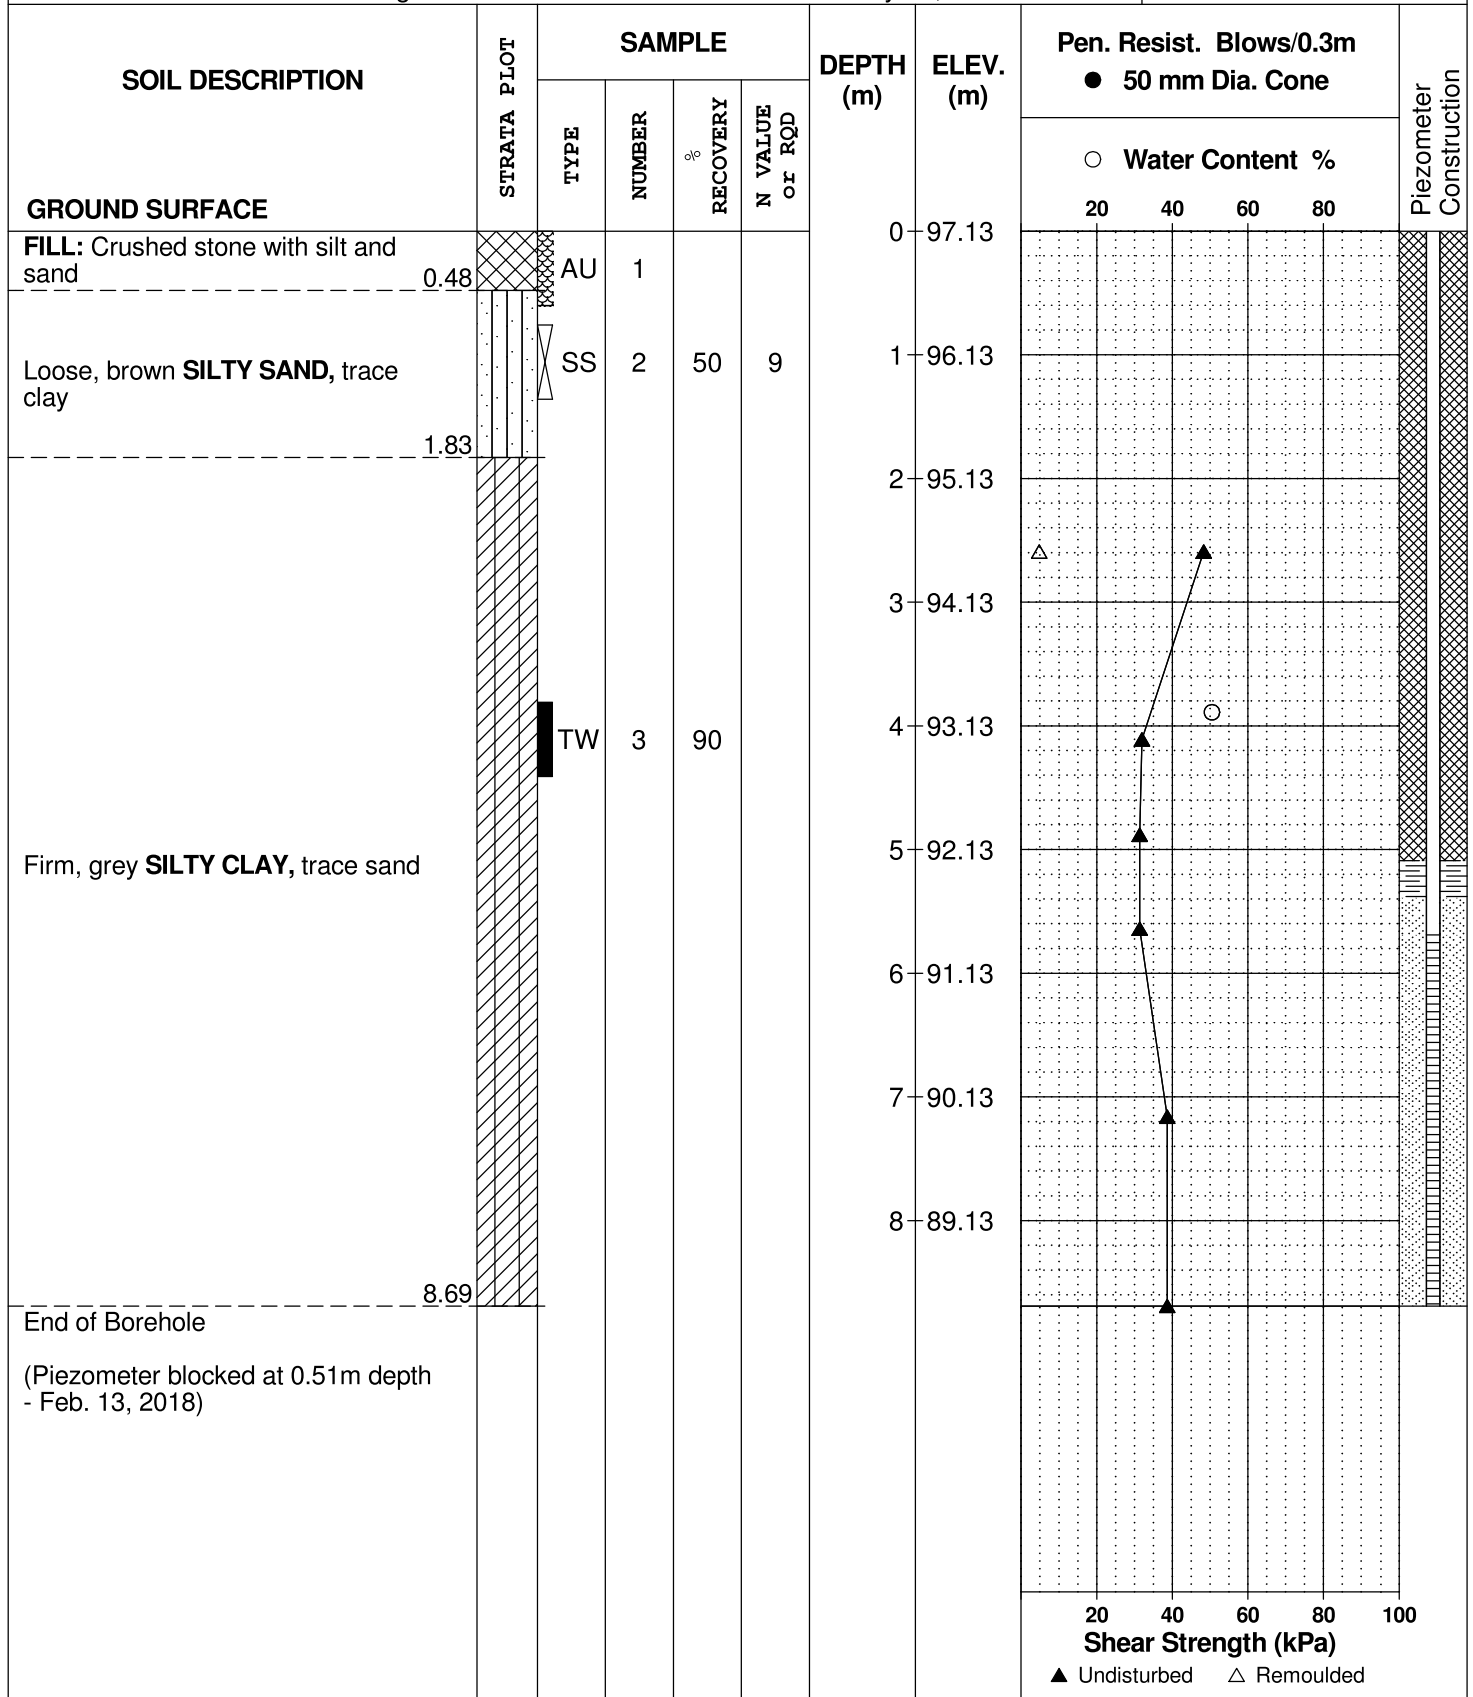 SOIL DESCRIPTION
GROUND SURFACE
STRATA PLOT
SAMPLE
TYPE
NUMBER
%
RECOVERY
N VALUE
or RQD
DEPTH
(m)
ELEV.
(m)
Pen. Resist. Blows/0.3m
● 50 mm Dia. Cone
○ Water Content %
20 40 60 80
Piezometer
Construction
0 97.13
FILL: Crushed stone with silt and
sand
0.48
AU 1
1 96.13
SS 2 50 9
Loose, brown SILTY SAND, trace
clay
1.83
2 95.13
3 94.13
4 93.13
TW 3 90
5 92.13
Firm, grey SILTY CLAY, trace sand
6 91.13
7 90.13
8 89.13
8.69
End of Borehole
(Piezometer blocked at 0.51m depth
- Feb. 13, 2018)
20 40 60 80 100
Shear Strength (kPa)
▲ Undisturbed △ Remoulded